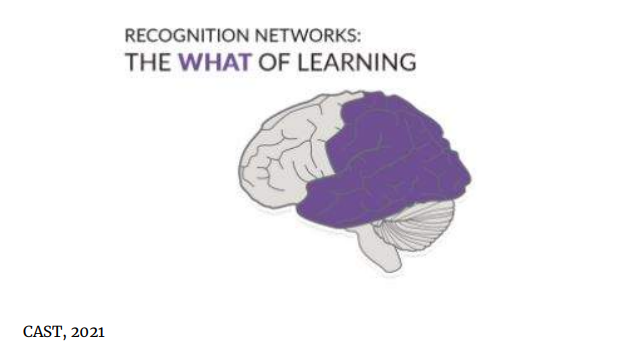 RECOGNITION NETWORKS:
THE WHAT OF LEARNING
CAST, 2021